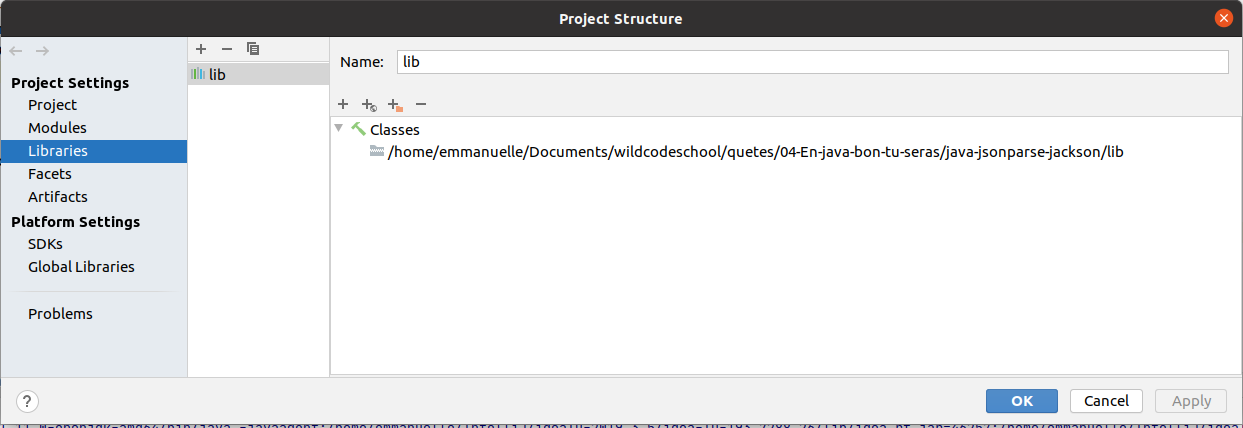 Project Structure
Project Settings
Project
Modules
Libraries
Facets
Artifacts
Platform Settings
SDKs
Global Libraries
Problems
lib
Name: lib
Classes
/home/emmanuelle/Documents/wildcodeschool/quetes/04-En-java-bon-tu-seras/java-jsonparse-jackson/lib
?
OK
Cancel
Apply